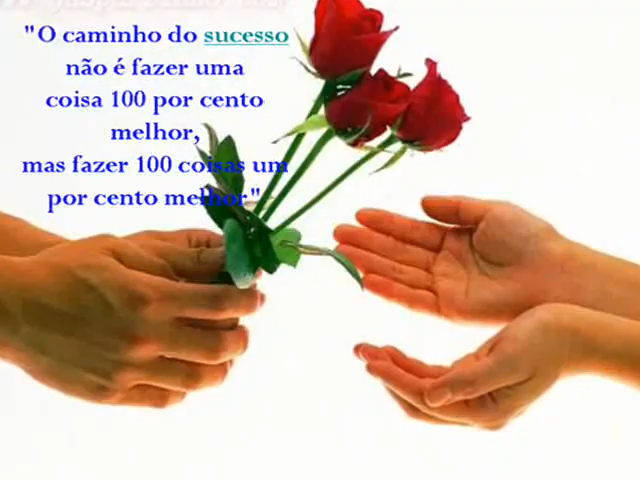 "O caminho do sucesso
não é fazer uma
coisa 100 por cento
melhor,
mas fazer 100 coisas um
por cento melhor"